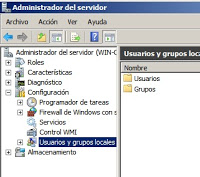 Administrador del servidor
Archivo Acción Ver Ayuda
Administrador del servidor (WIN-C
Roles
Características
Diagnóstico
Configuración
Programador de tareas
Firewall de Windows con s
Servicios
Control WMI
Usuarios y grupos locales
Almacenamiento
Usuarios y grupos locale
Nombre
Usuarios
Grupos